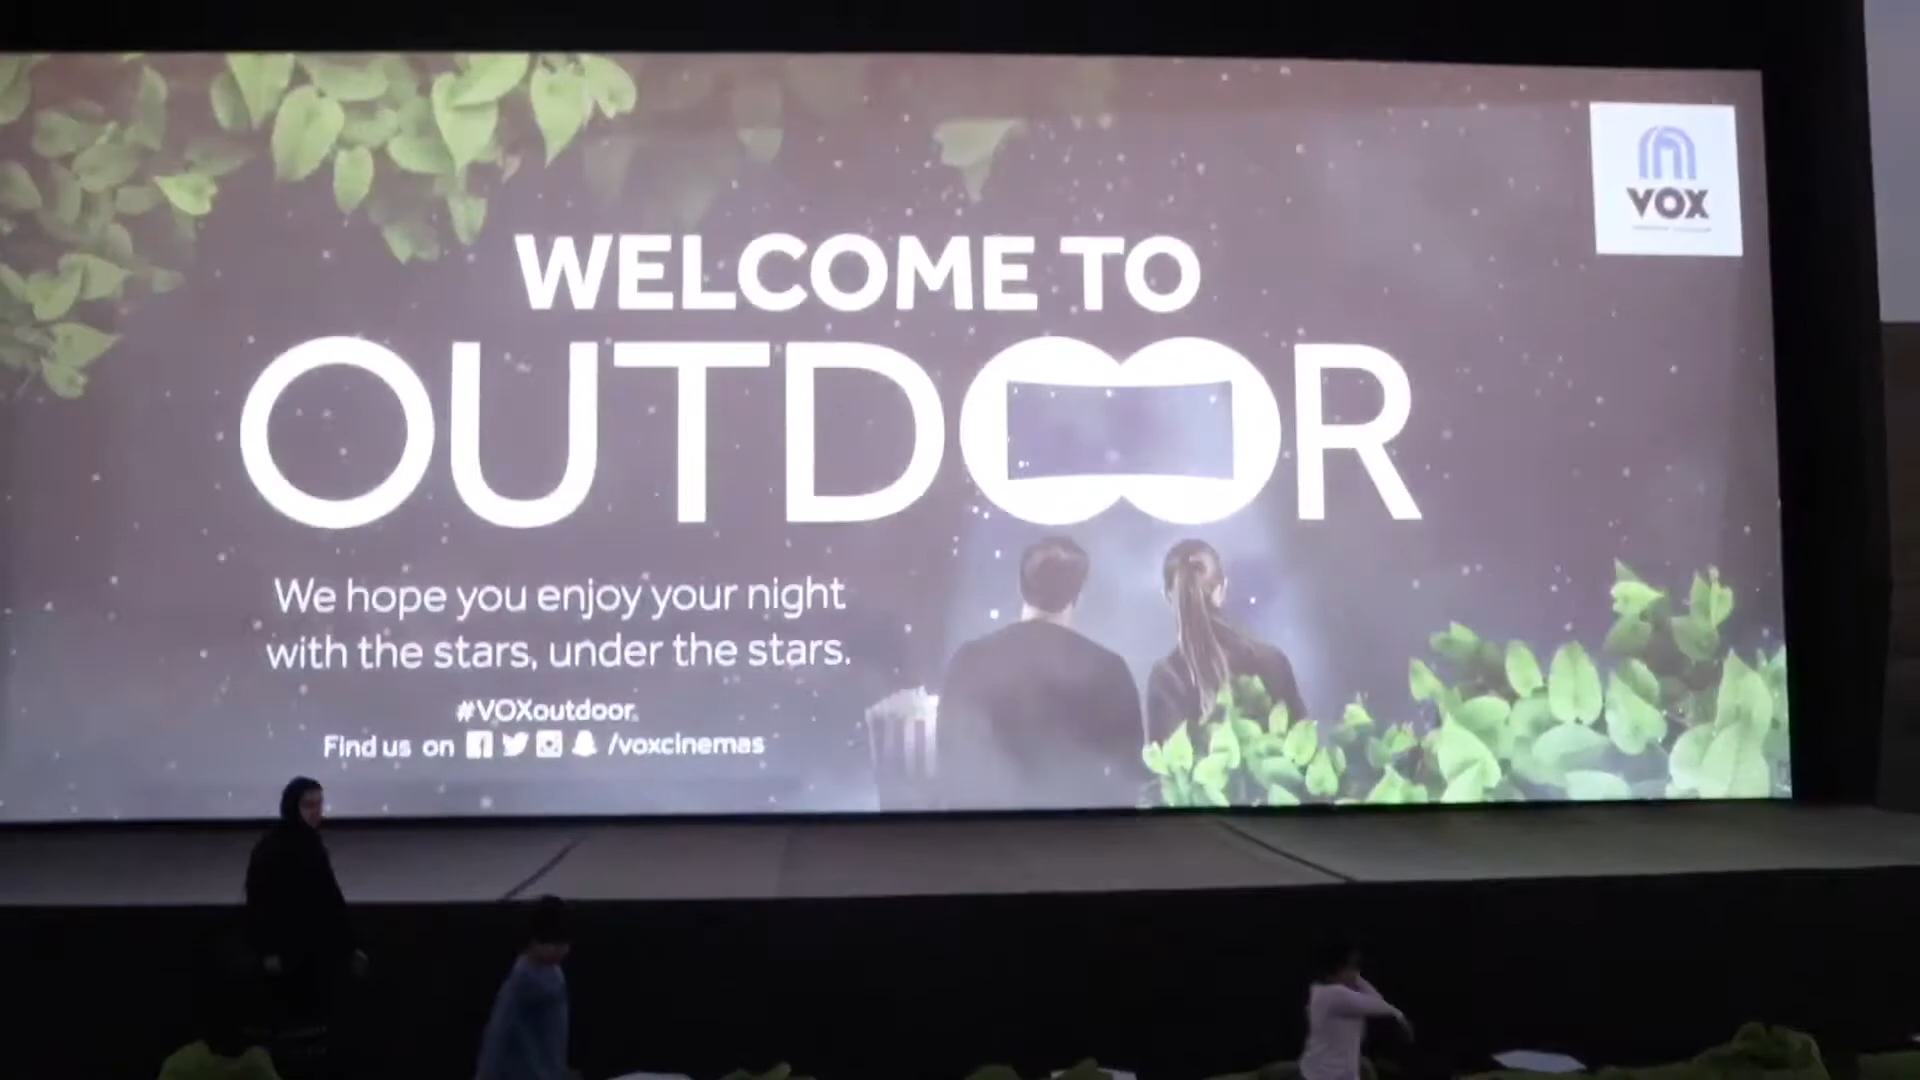 VOX
WELCOME TO
OUTDOOR
We hope you enjoy your night
with the stars, under the stars.
#VOXoutdoor
Find us on /voxcinemas